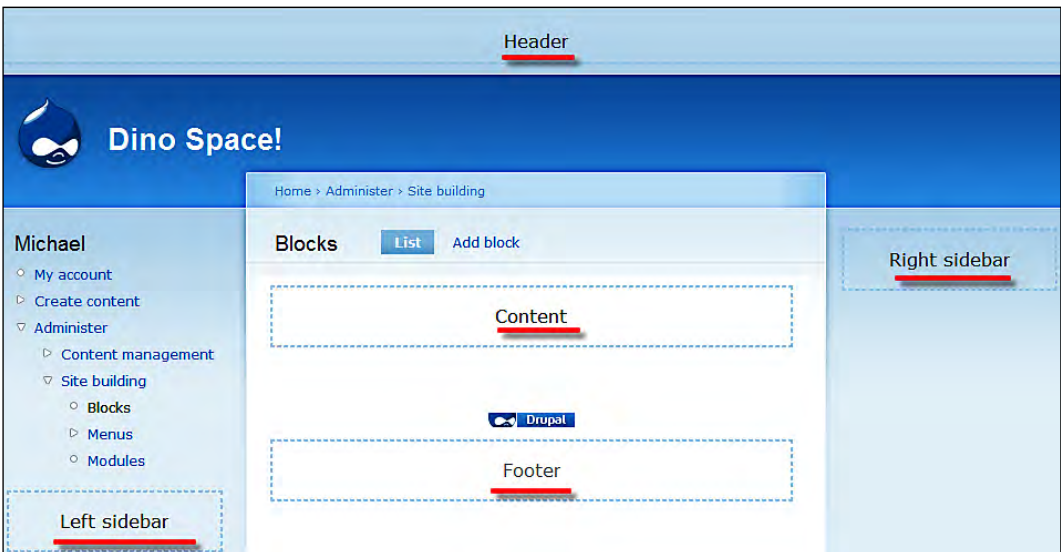 Header
Dino Space!
Home › Administer › Site building
Michael
My account
Create content
Administer
Content management
Site building
Blocks
Menus
Modules
Left sidebar
Blocks List Add block
Content
Drupal
Footer
Right sidebar